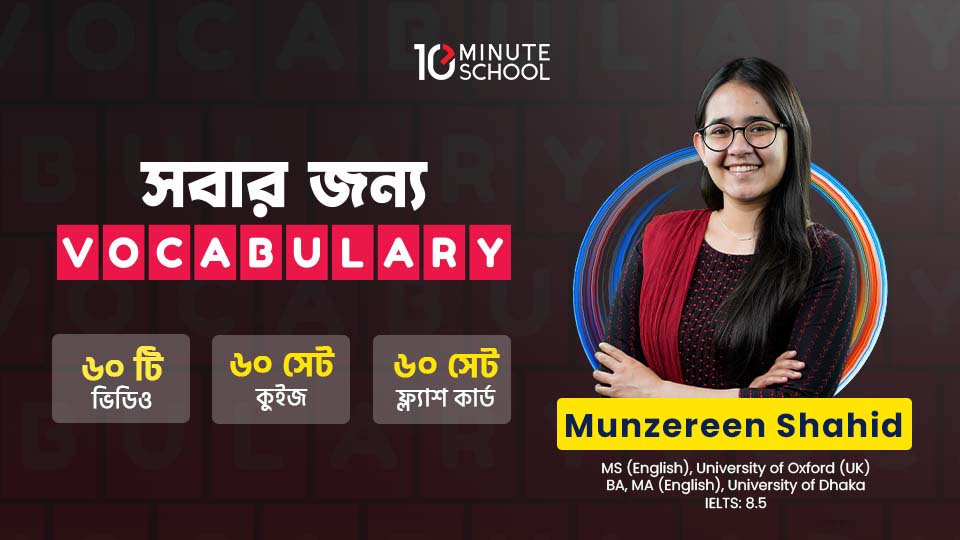 10 MINUTE
SCHOOL
সবার জন্য
VOCABULARY
৬০ টি
ভিডিও
৬০ সেট
কুইজ
৬০ সেট
ফ্ল্যাশ কার্ড
Munzereen Shahid
MS (English), University of Oxford (UK)
BA, MA (English), University of Dhaka
IELTS: 8.5